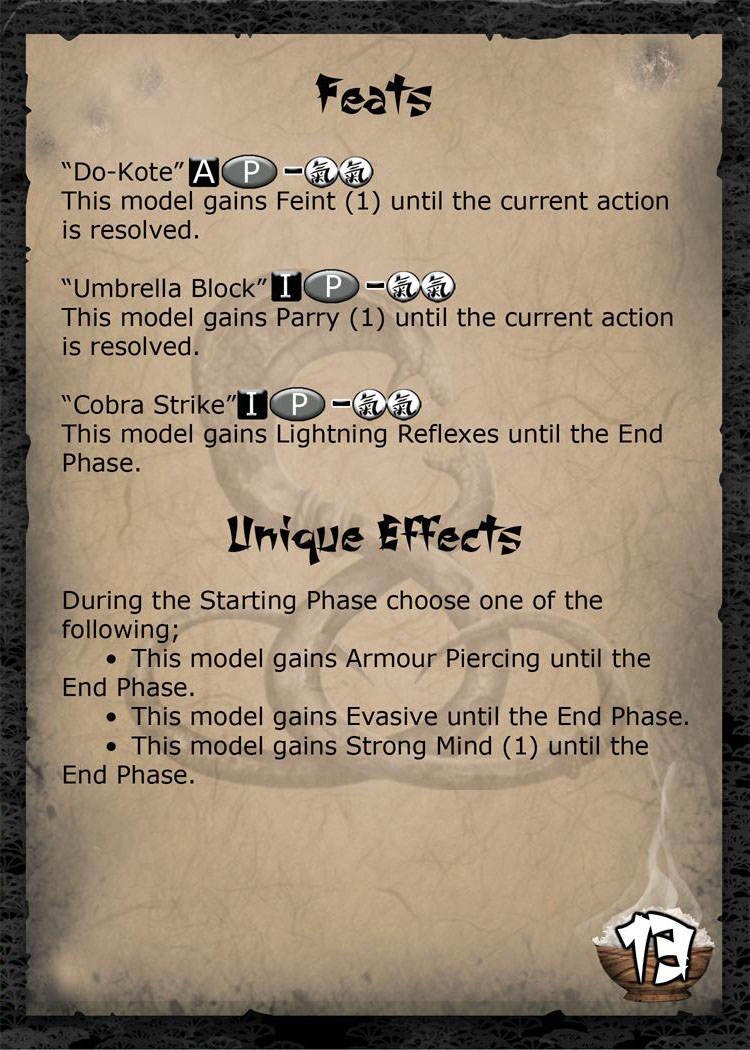 Feats
“Do-Kote” A P -氣氣
This model gains Feint (1) until the current action
is resolved.
“Umbrella Block” I P -氣氣
This model gains Parry (1) until the current action
is resolved.
“Cobra Strike” I P -氣氣
This model gains Lightning Reflexes until the End
Phase.
Unique Effects
During the Starting Phase choose one of the
following;
• This model gains Armour Piercing until the
End Phase.
• This model gains Evasive until the End Phase.
• This model gains Strong Mind (1) until the
End Phase.
13